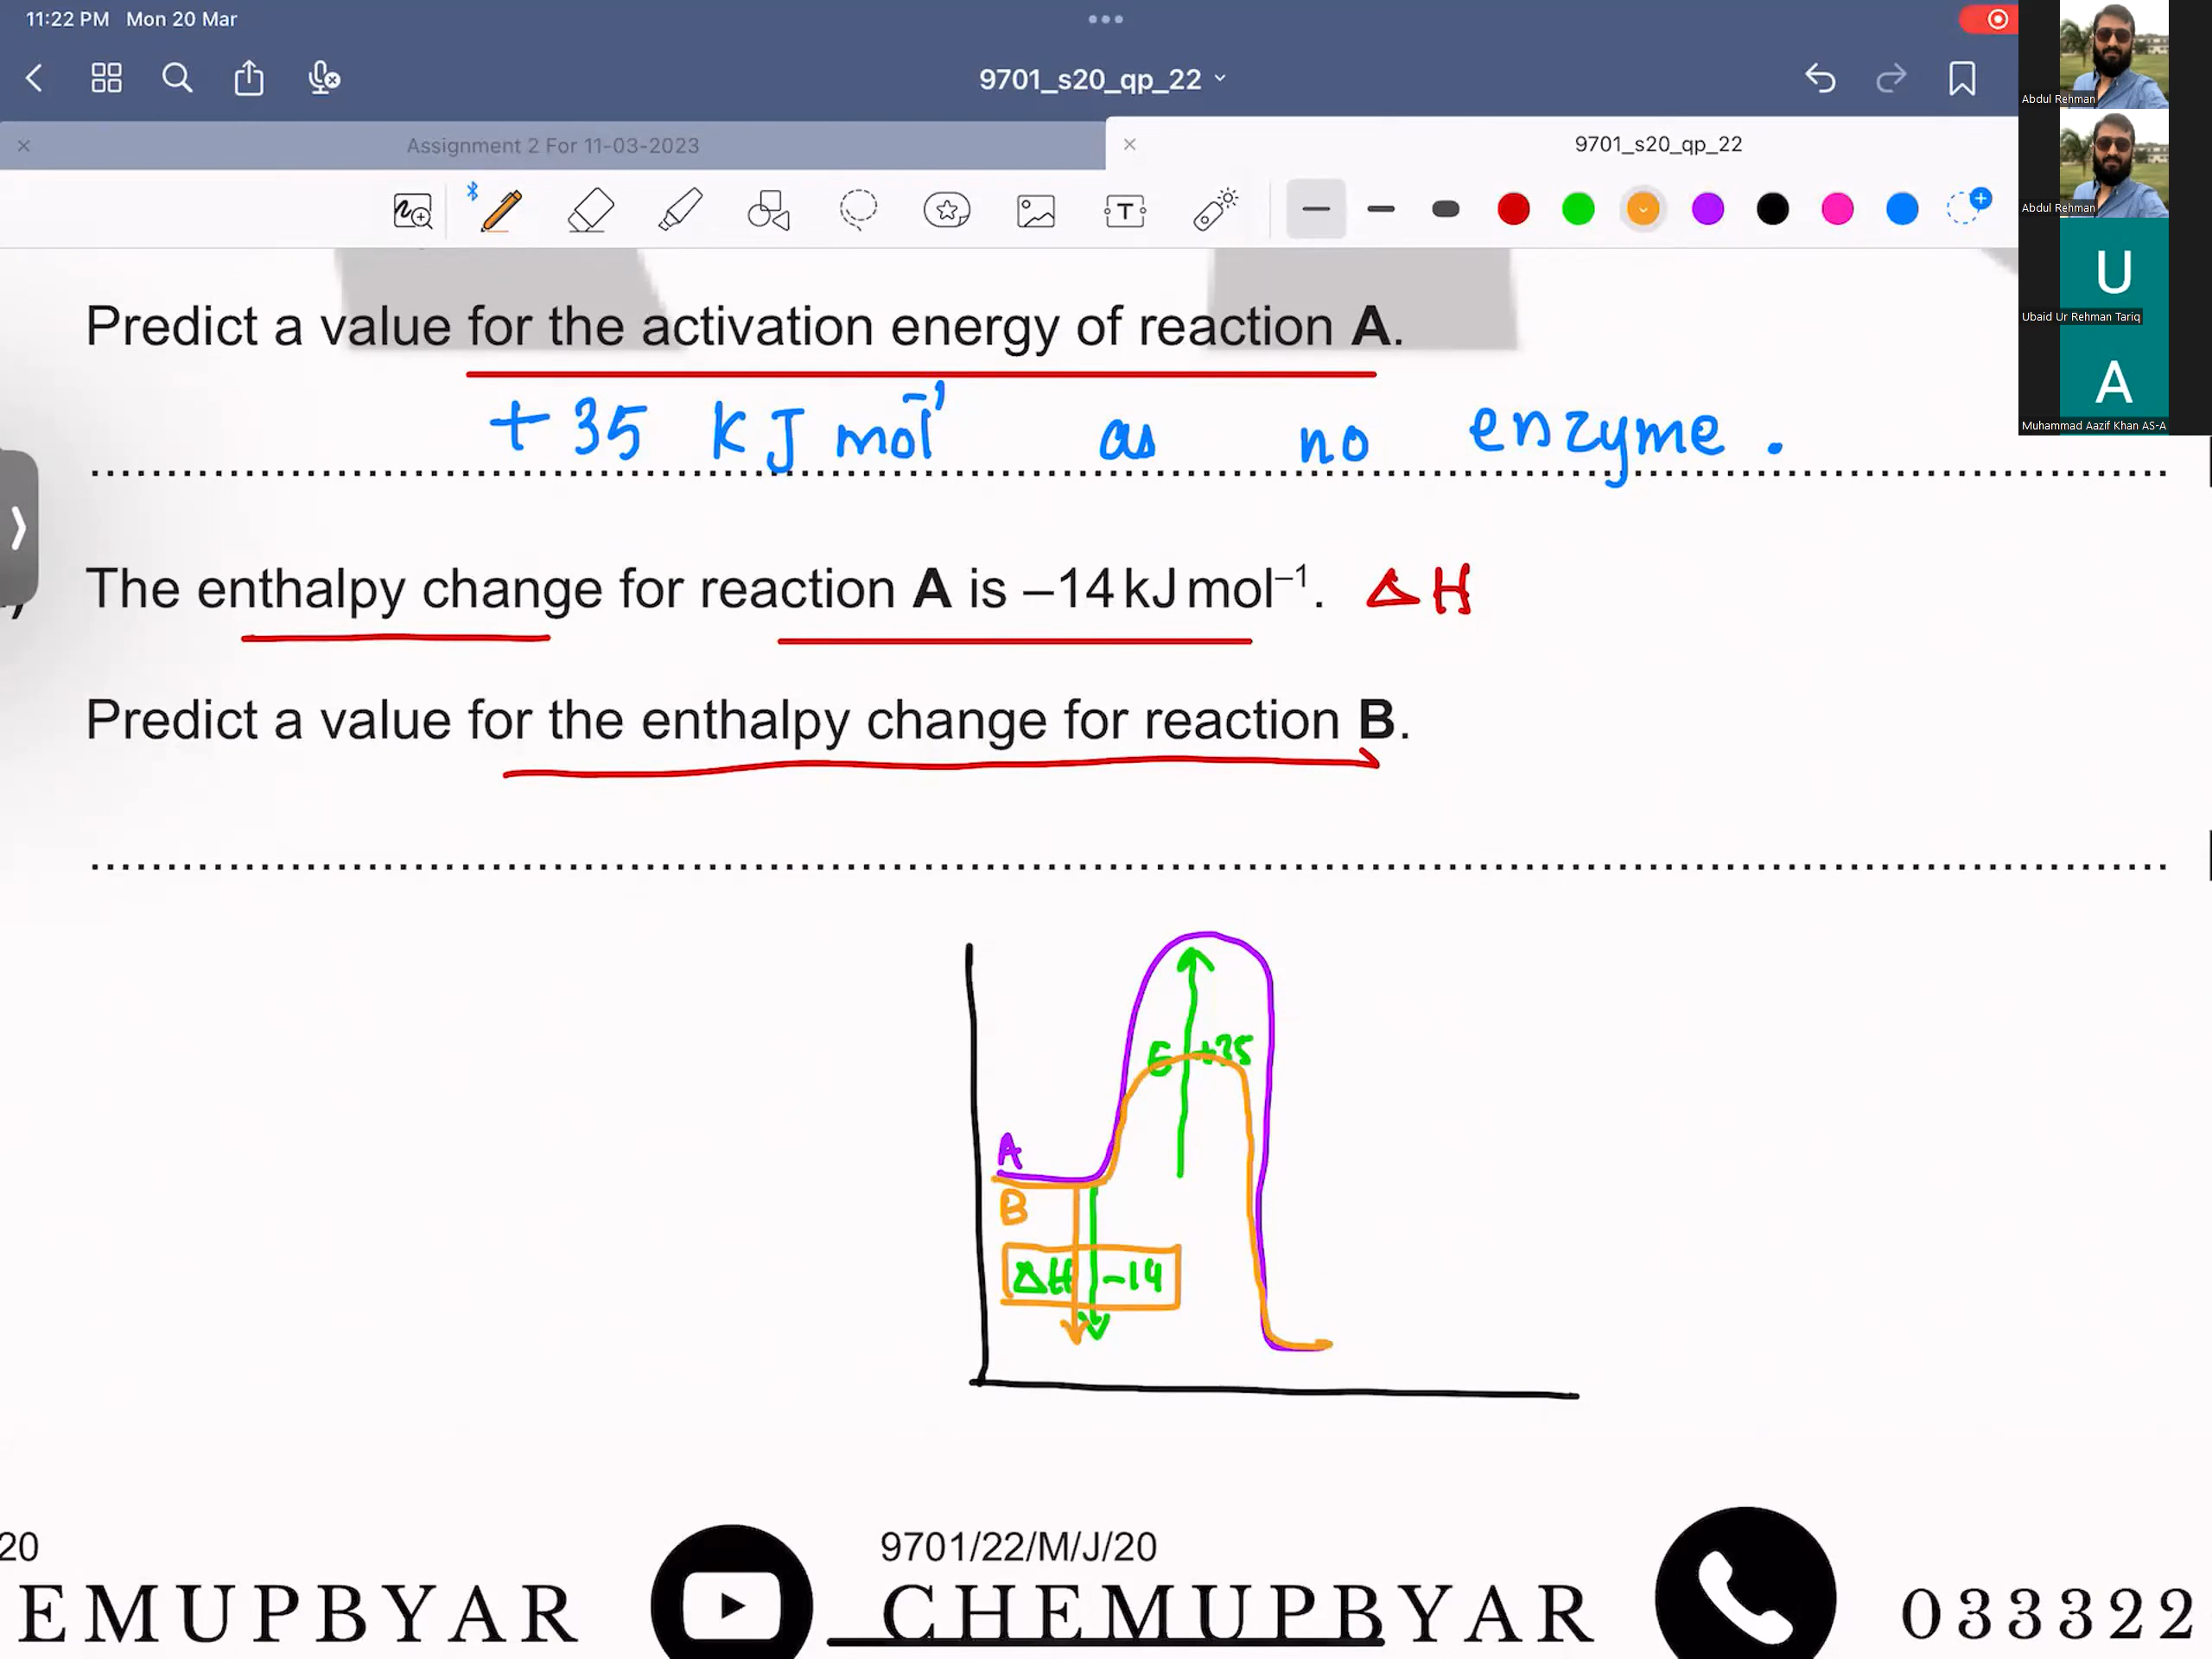 11:22 PM Mon 20 Mar
9701_s20_qp_22
Assignment 2 For 11-03-2023
9701_s20_qp_22
T
Abdul Rehman
Abdul Rehman
U
Ubaid Ur Rehman Tariq
A
Muhammad Aazif Khan AS-A
Predict a value for the activation energy of reaction A.
+35 kJ mol⁻¹ as no enzyme.
The enthalpy change for reaction A is –14 kJ mol⁻¹. ΔH
Predict a value for the enthalpy change for reaction B.
E +35
A
B
ΔH -14
20
9701/22/M/J/20
EMUPBYAR CHEMUPBYAR 033322